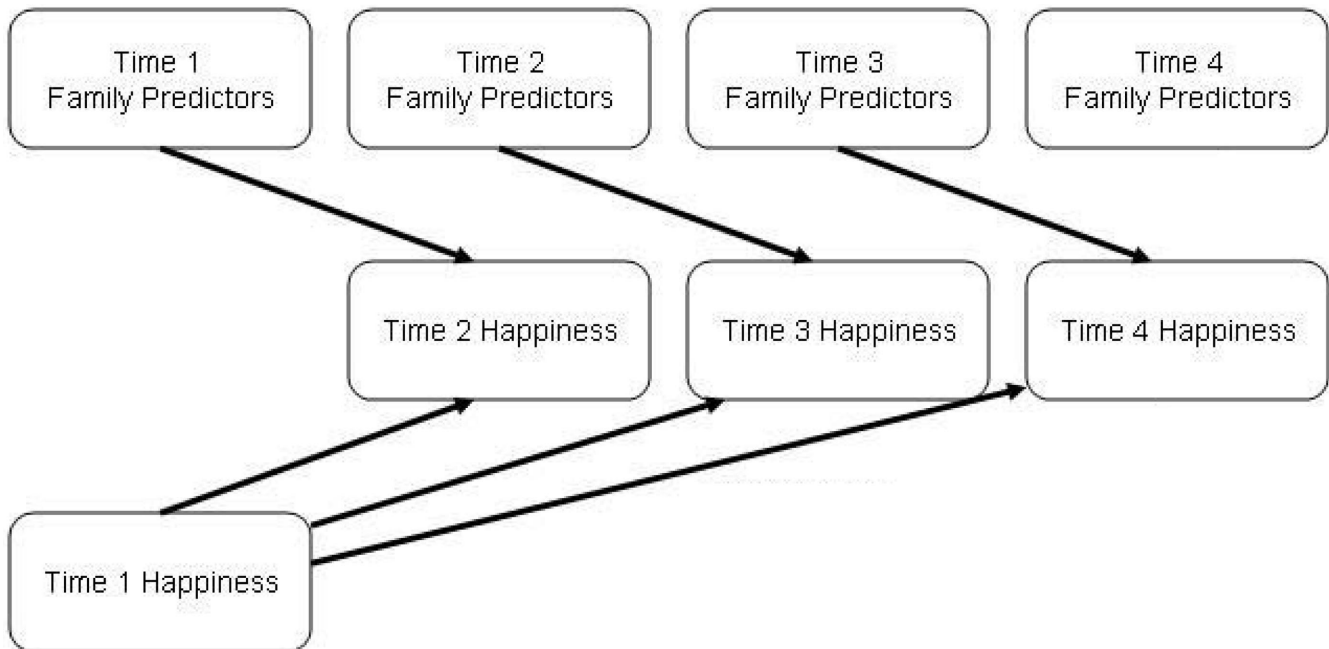 Time 1
Family Predictors
Time 2
Family Predictors
Time 3
Family Predictors
Time 4
Family Predictors
Time 2 Happiness
Time 3 Happiness
Time 4 Happiness
Time 1 Happiness